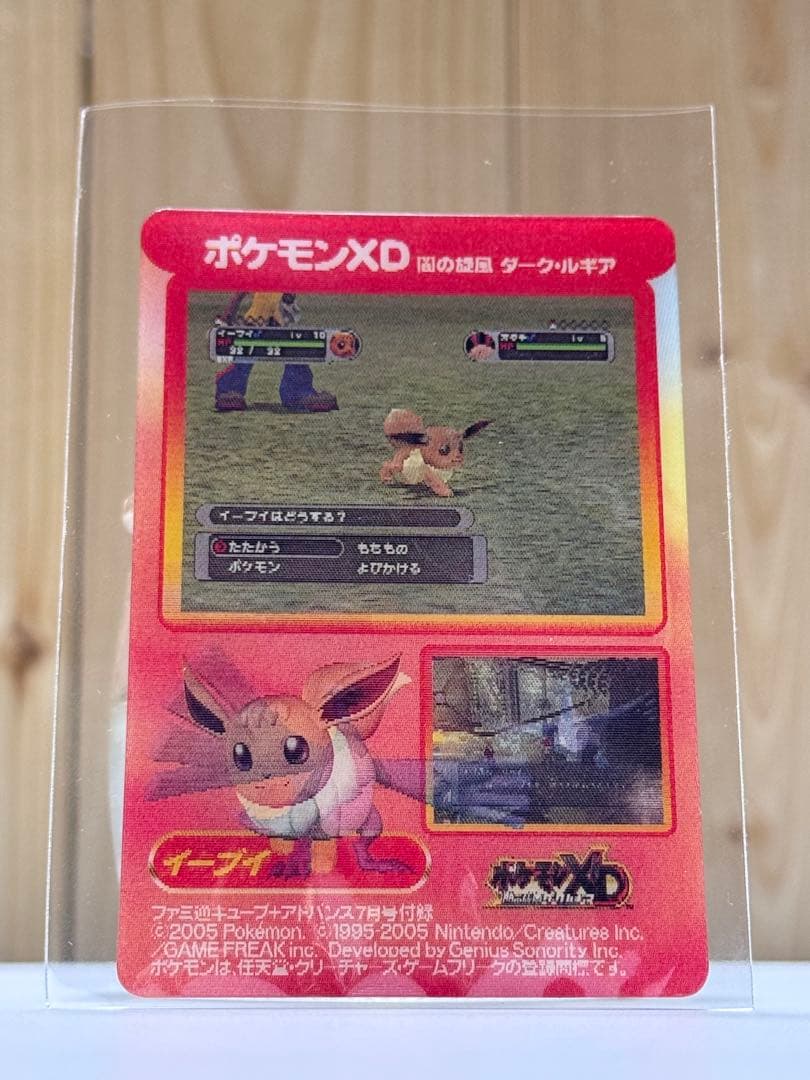 ポケモンXD 闇の旋風 ダーク・ルギア
イーブイ♂ Lv 10
HP
32 / 32
オタチ Lv 5
HP
イーブイはどうする?
たたかう もちもの
ポケモン よびかける
イーブイ
ポケモンXD
ファミ通キューブ+アドバンス7月号付録
©2005 Pokémon. ©1995-2005 Nintendo/Creatures Inc.
/GAME FREAK inc. Developed by Genius Sonority Inc.
ポケモンは、任天堂・クリーチャーズ・ゲームフリークの登録商標です。